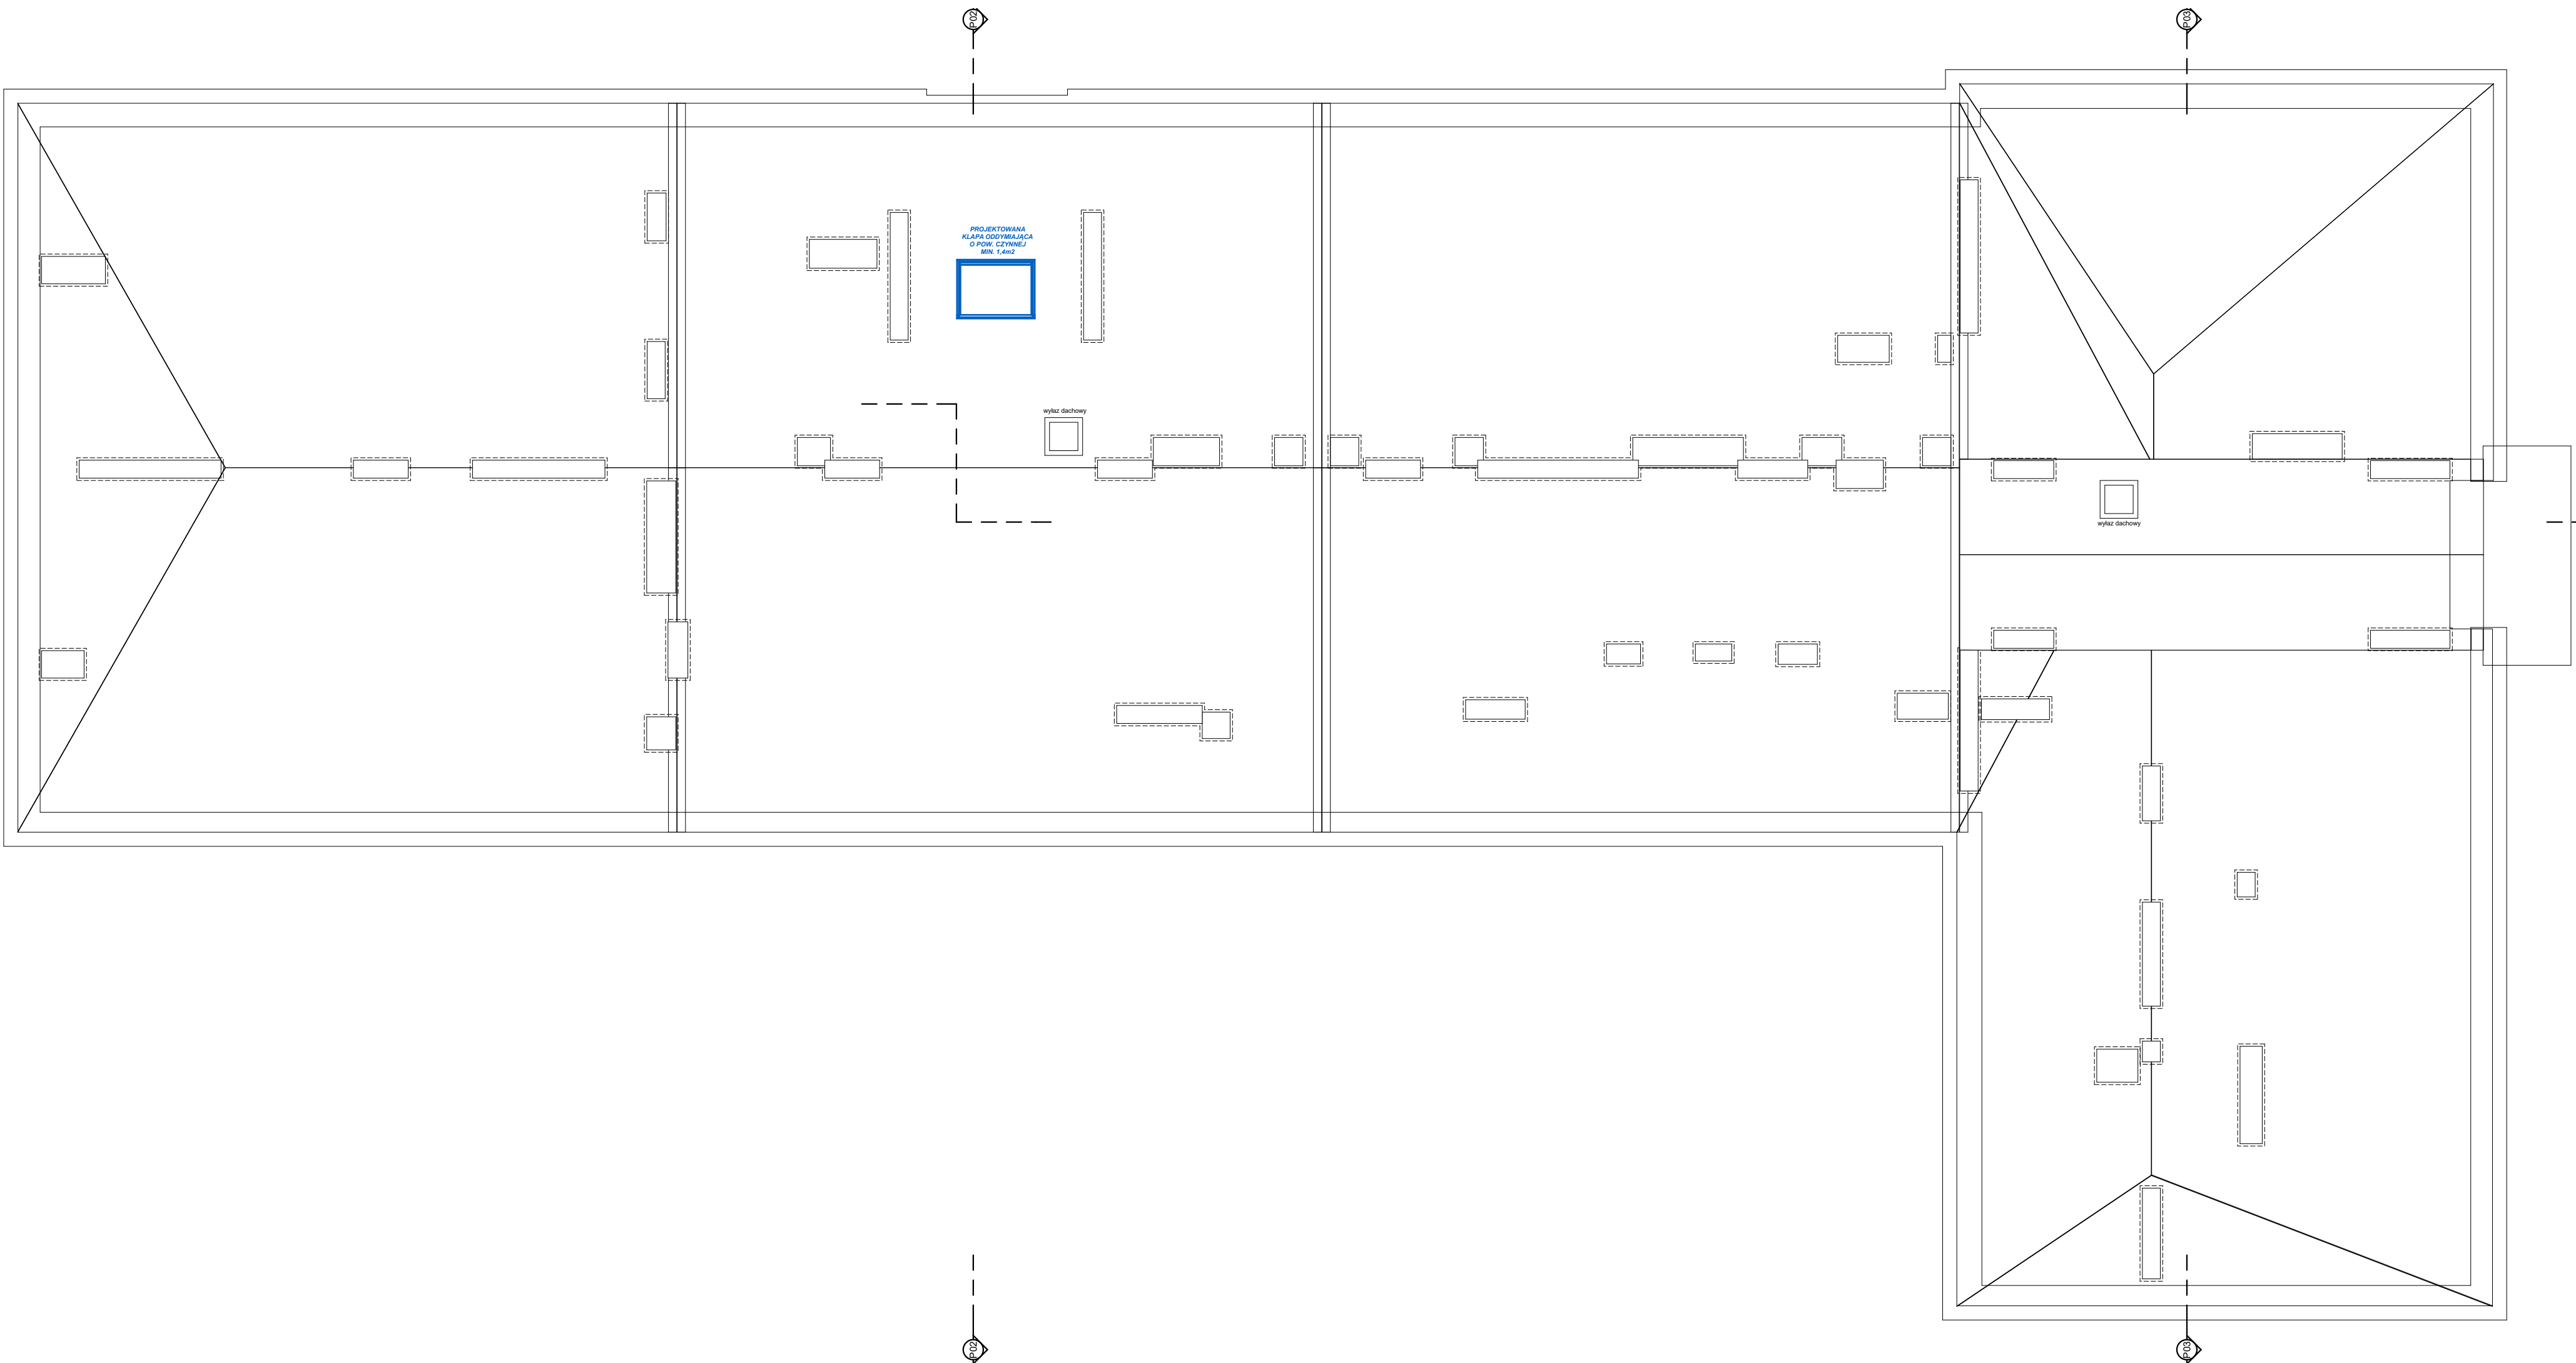 P02
P03
PROJEKTOWANA
KLAPA ODDYMIAJĄCA
O POW. CZYNNEJ
MIN. 1,4m2
wyłaz dachowy
wyłaz dachowy
P02
P03